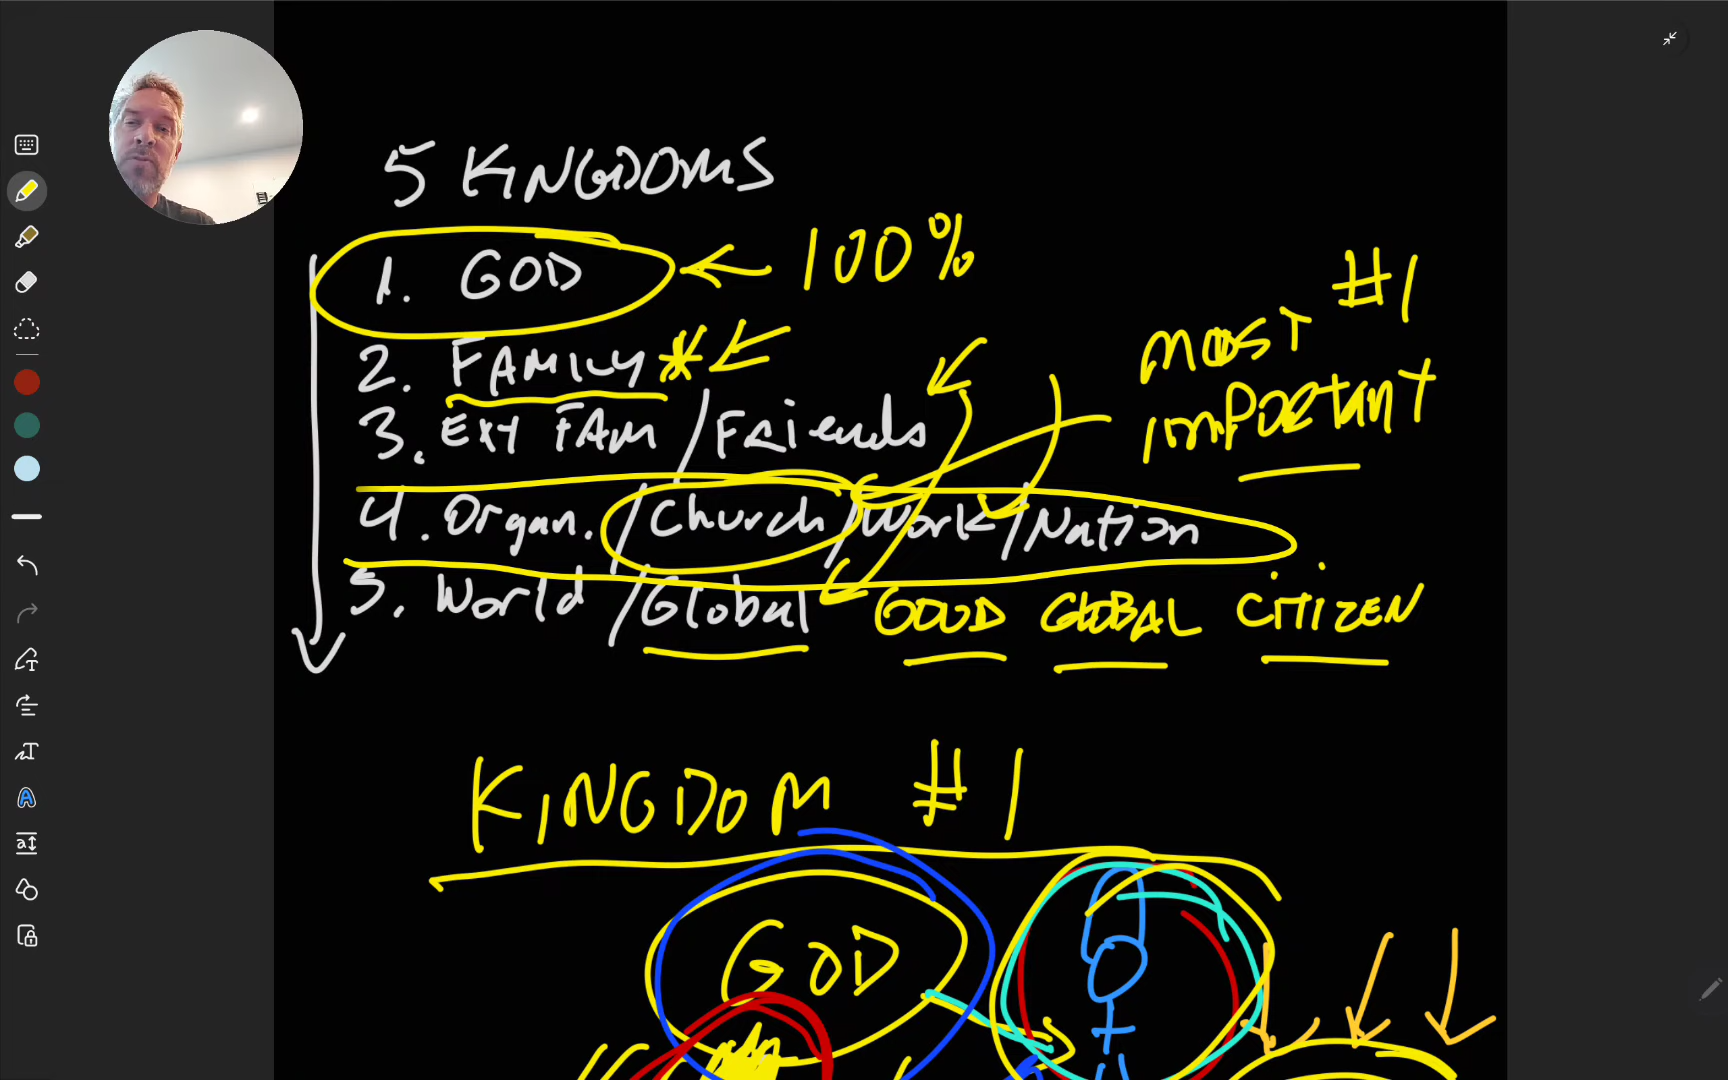 5 KINGDOMS
1. GOD ← 100%
#1
MOST
IMPORTANT
2. FAMILY *
3. EXT FAM / Friends
4. Organ. / Church / Work / Nation
5. World / Global GOOD GLOBAL CITIZEN
KINGDOM #1
GOD